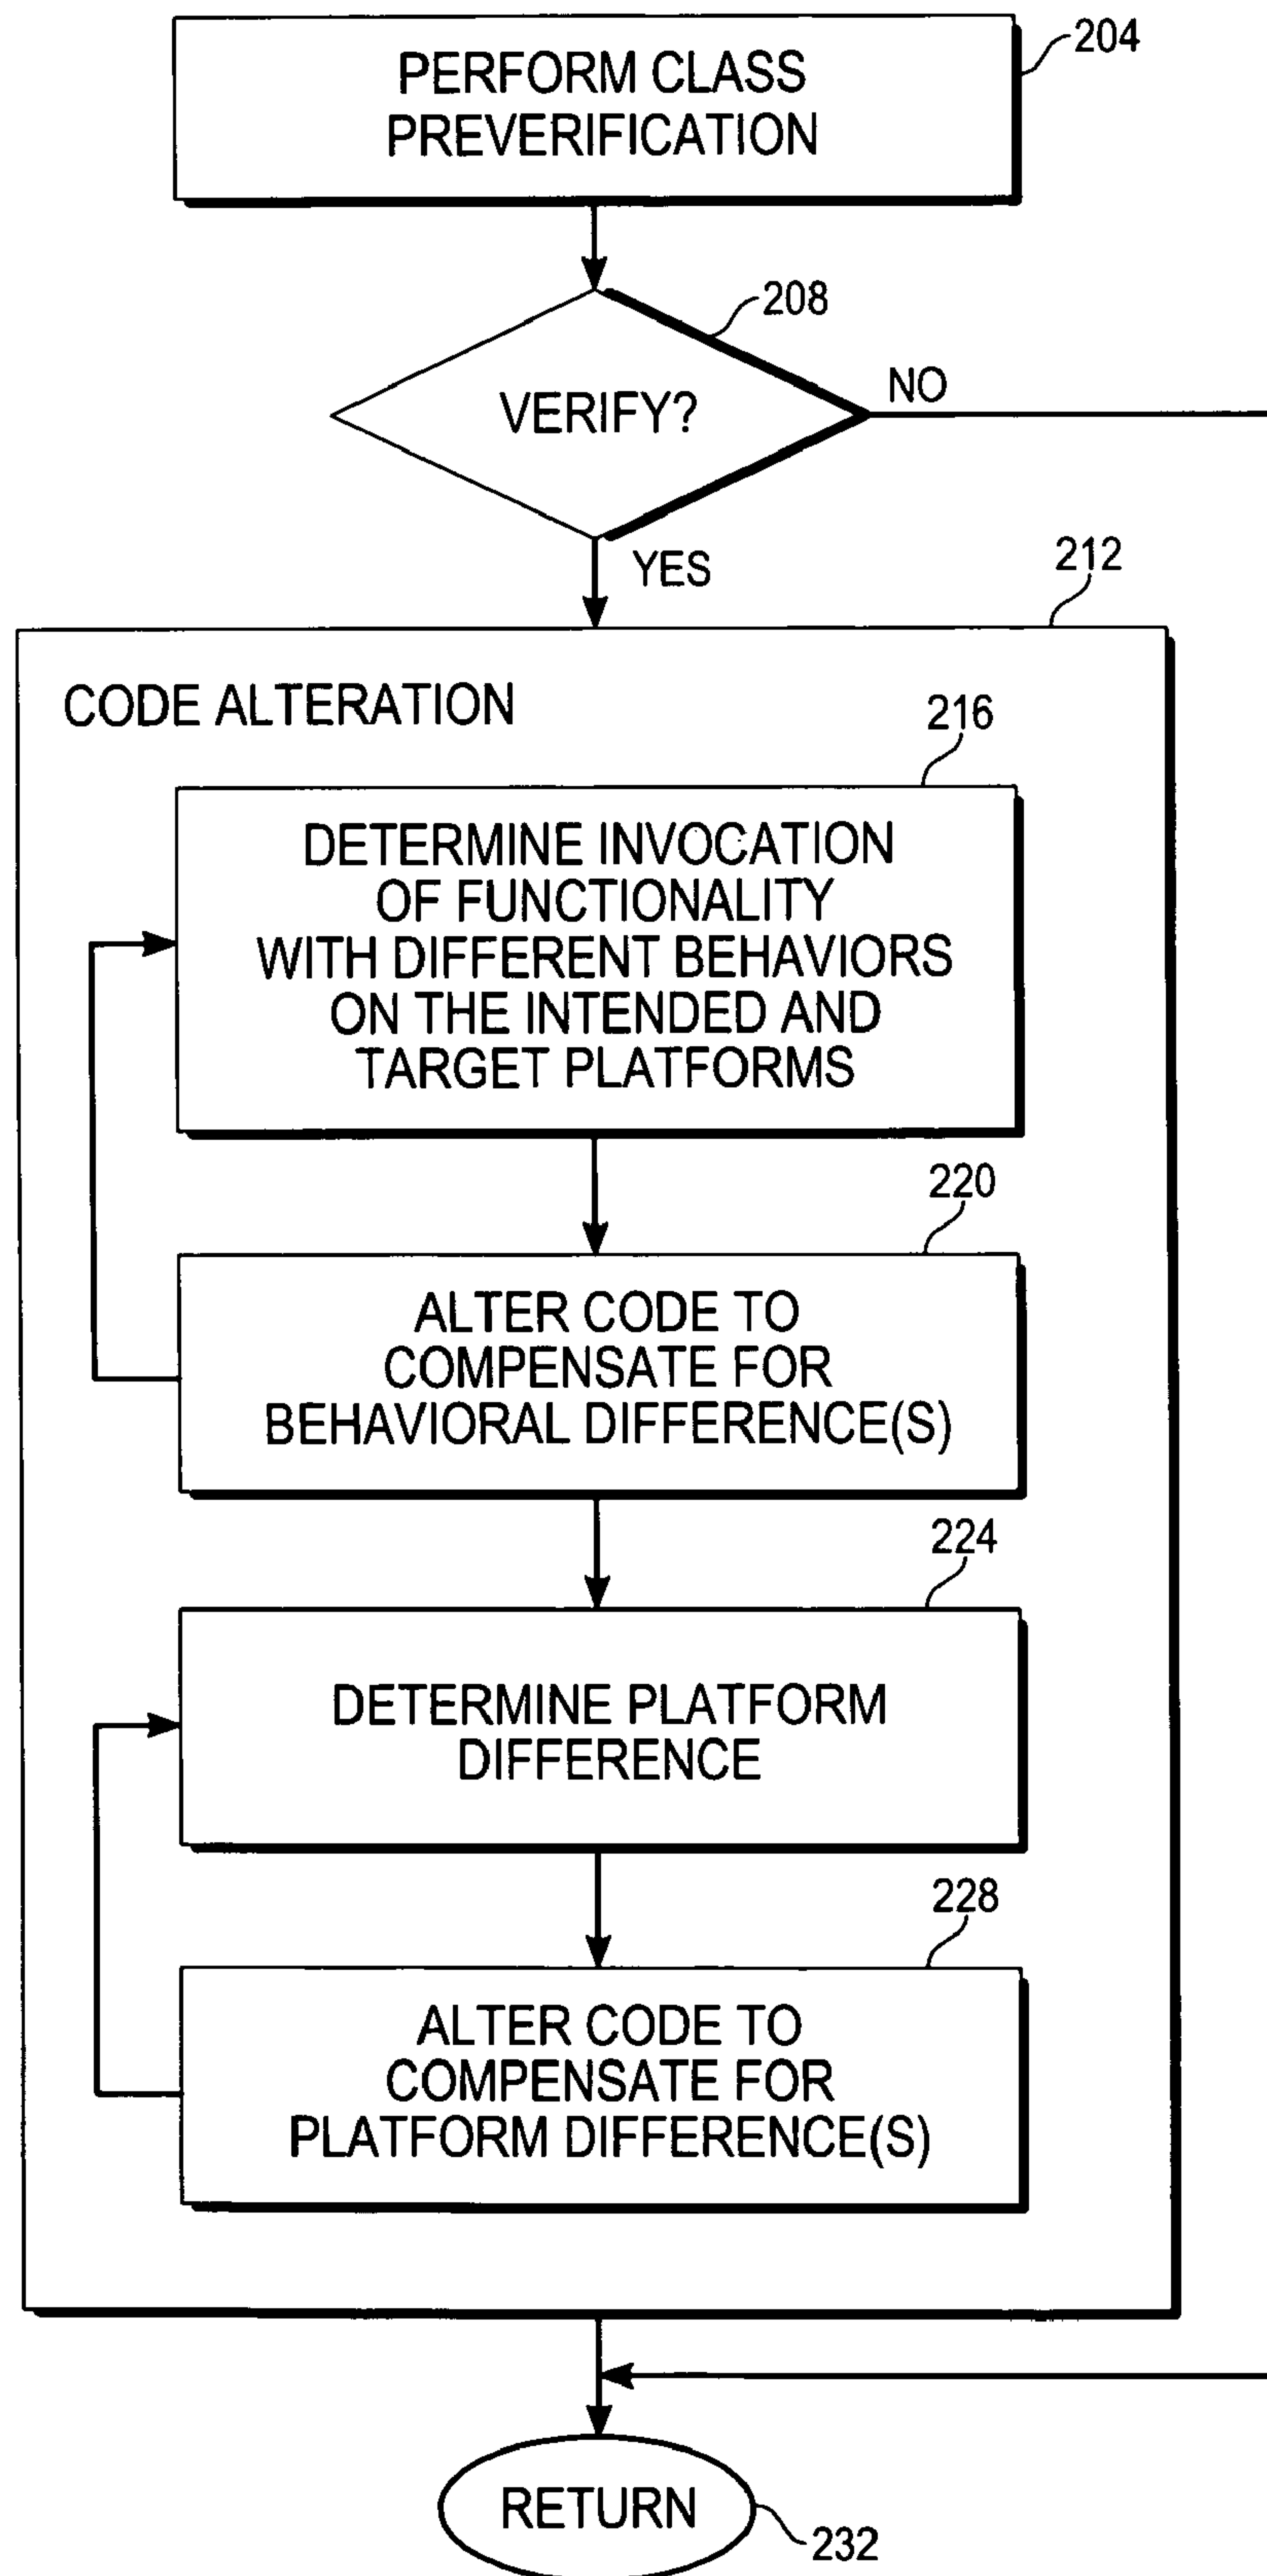 PERFORM CLASS
PREVERIFICATION
204
208
VERIFY?
NO
YES
212
CODE ALTERATION
216
DETERMINE INVOCATION
OF FUNCTIONALITY
WITH DIFFERENT BEHAVIORS
ON THE INTENDED AND
TARGET PLATFORMS
220
ALTER CODE TO
COMPENSATE FOR
BEHAVIORAL DIFFERENCE(S)
224
DETERMINE PLATFORM
DIFFERENCE
228
ALTER CODE TO
COMPENSATE FOR
PLATFORM DIFFERENCE(S)
RETURN
232